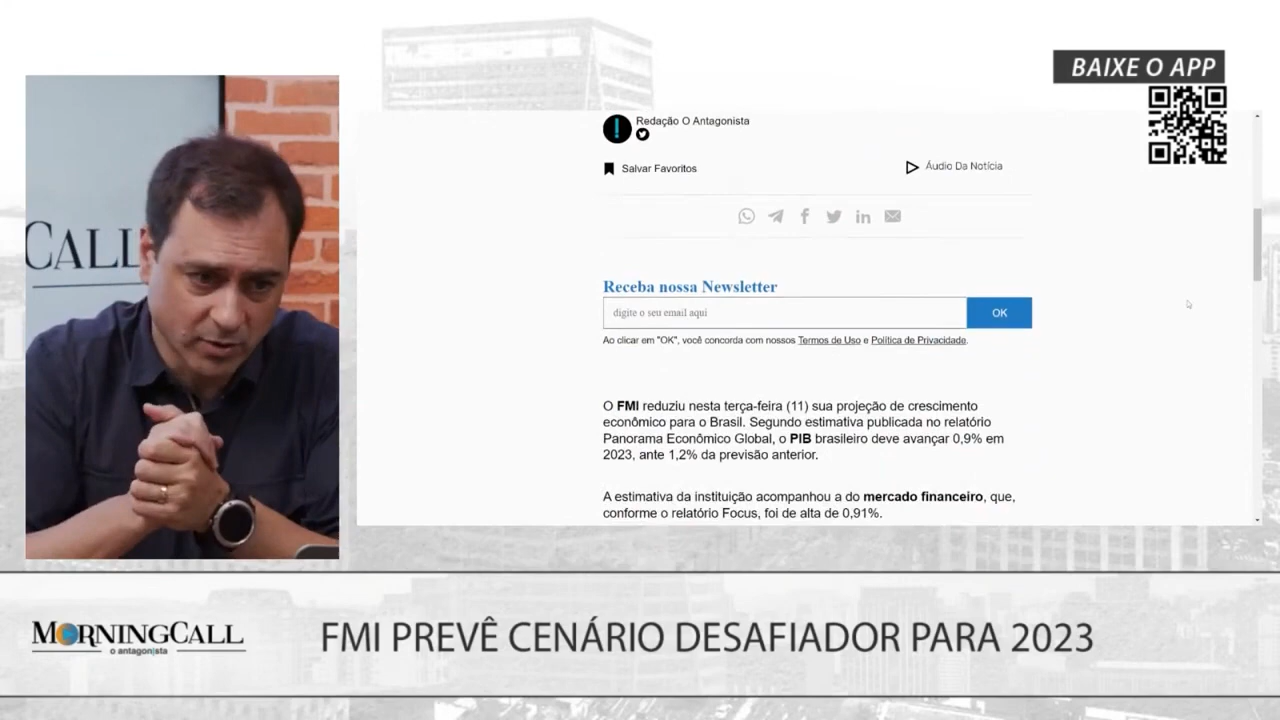 BAIXE O APP
CALL
Redação O Antagonista
Salvar Favoritos
Áudio Da Notícia
Receba nossa Newsletter
digite o seu email aqui
OK
Ao clicar em "OK", você concorda com nossos Termos de Uso e Política de Privacidade.
O FMI reduziu nesta terça-feira (11) sua projeção de crescimento
econômico para o Brasil. Segundo estimativa publicada no relatório
Panorama Econômico Global, o PIB brasileiro deve avançar 0,9% em
2023, ante 1,2% da previsão anterior.
A estimativa da instituição acompanhou a do mercado financeiro, que,
conforme o relatório Focus, foi de alta de 0,91%.
MORNINGCALL
o antagonista
FMI PREVÊ CENÁRIO DESAFIADOR PARA 2023